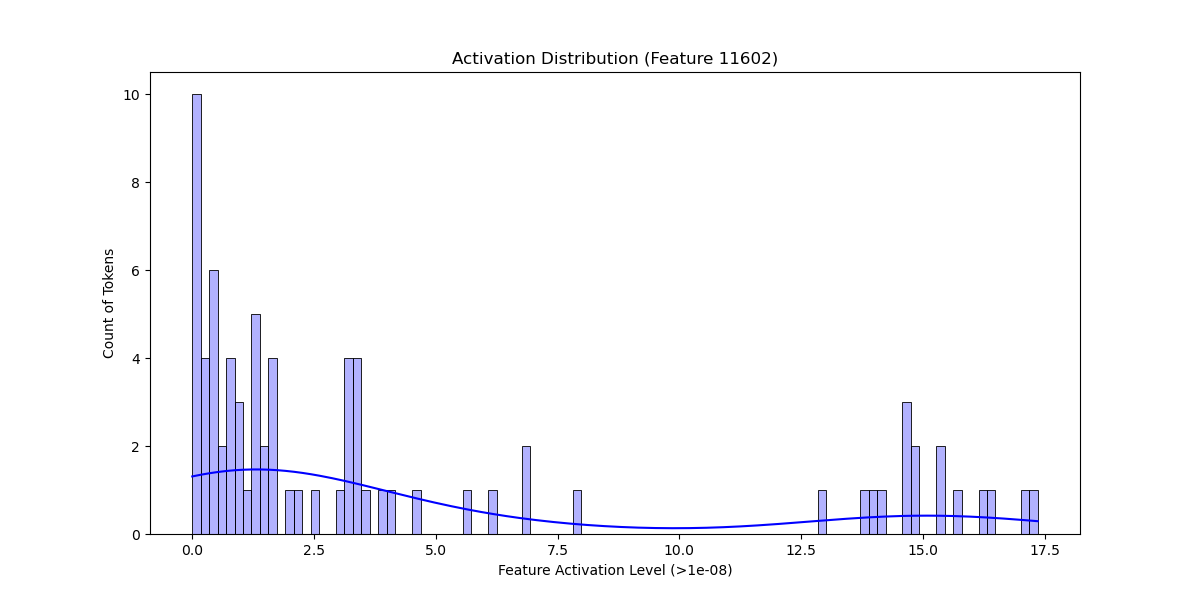 Activation Distribution (Feature 11602)
10
8
6
4
2
0
Count of Tokens
0.0 2.5 5.0 7.5 10.0 12.5 15.0 17.5
Feature Activation Level (>1e-08)